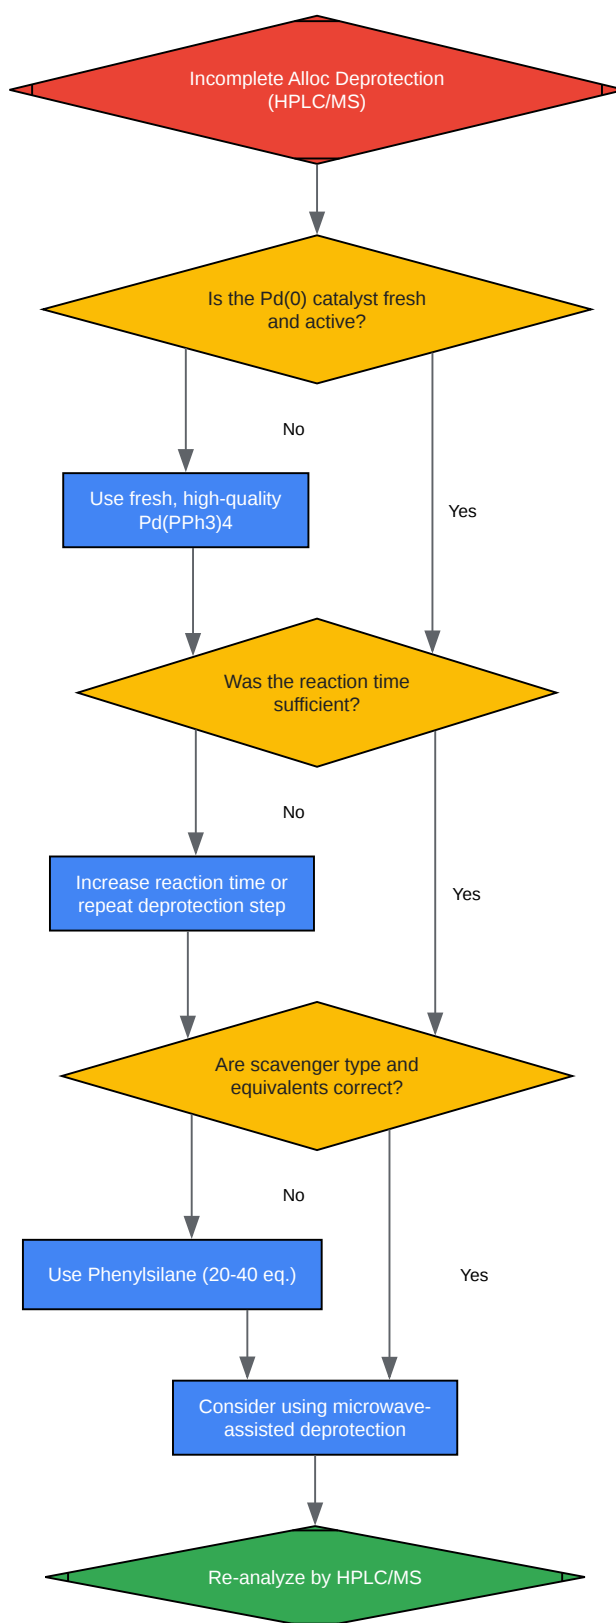 Incomplete Alloc Deprotection
(HPLC/MS)
Is the Pd(0) catalyst fresh
and active?
No
Use fresh, high-quality
Pd(PPh3)4
Yes
Was the reaction time
sufficient?
No
Increase reaction time or
repeat deprotection step
Yes
Are scavenger type and
equivalents correct?
No
Use Phenylsilane (20-40 eq.)
Yes
Consider using microwave-
assisted deprotection
Re-analyze by HPLC/MS